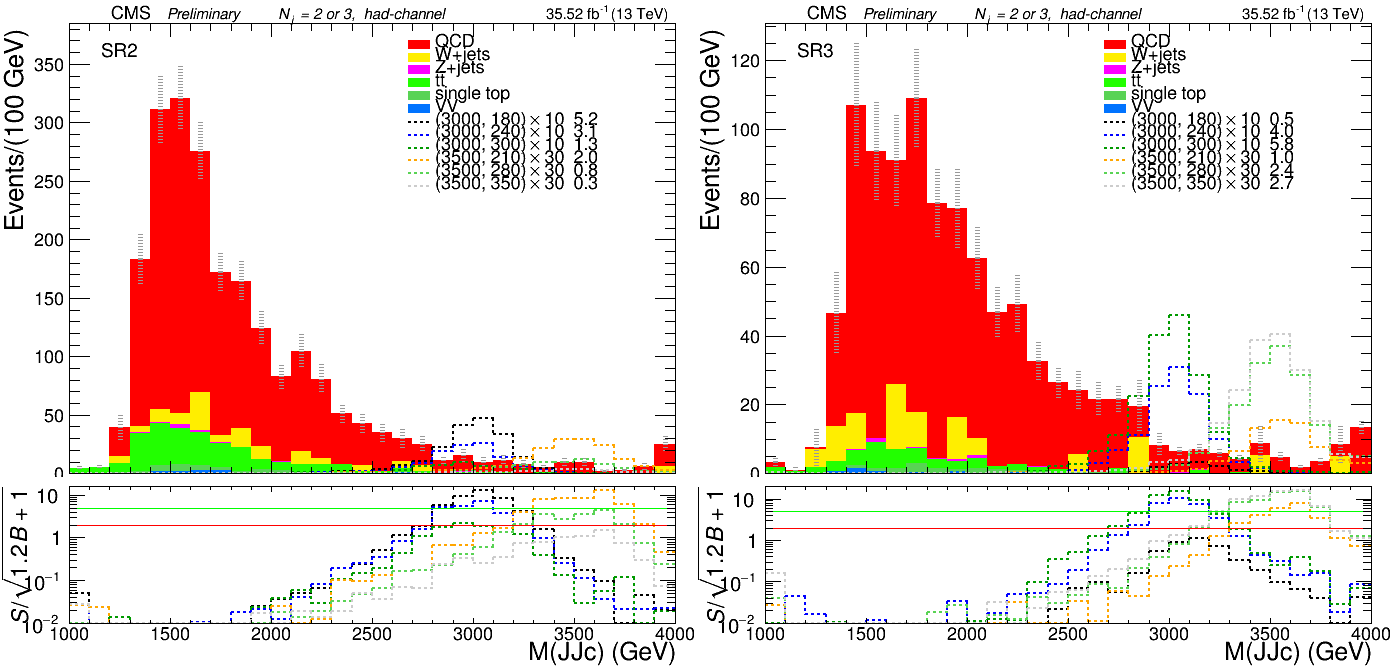 CMS Preliminary N_j = 2 or 3, had-channel 35.52 fb⁻¹ (13 TeV)
SR2
Events/(100 GeV)
350
300
250
200
150
100
50
0
QCD
W+jets
Z+jets
tt
single top
VV
(3000, 180) × 10 5.2
(3000, 240) × 10 3.1
(3000, 300) × 10 1.3
(3500, 210) × 30 2.0
(3500, 280) × 30 0.8
(3500, 350) × 30 0.3
S/√1.2B + 1
10
1
10⁻¹
10⁻²
1000 1500 2000 2500 3000 3500 4000
M(JJc) (GeV)
CMS Preliminary N_j = 2 or 3, had-channel 35.52 fb⁻¹ (13 TeV)
SR3
Events/(100 GeV)
120
100
80
60
40
20
0
QCD
W+jets
Z+jets
tt
single top
VV
(3000, 180) × 10 0.5
(3000, 240) × 10 4.0
(3000, 300) × 10 5.8
(3500, 210) × 30 1.0
(3500, 280) × 30 2.4
(3500, 350) × 30 2.7
S/√1.2B + 1
10
1
10⁻¹
10⁻²
1000 1500 2000 2500 3000 3500 4000
M(JJc) (GeV)